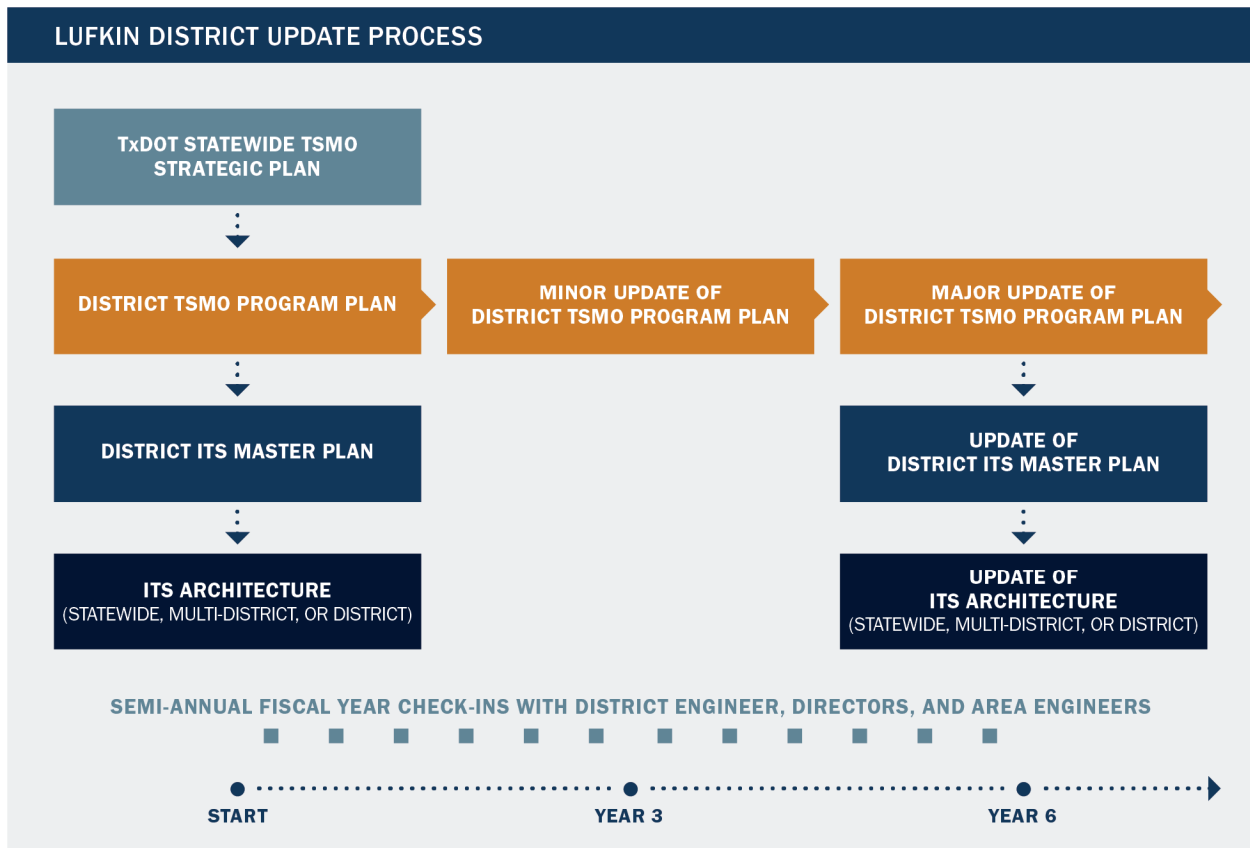 LUFKIN DISTRICT UPDATE PROCESS
TxDOT STATEWIDE TSMO
STRATEGIC PLAN
DISTRICT TSMO PROGRAM PLAN
MINOR UPDATE OF
DISTRICT TSMO PROGRAM PLAN
MAJOR UPDATE OF
DISTRICT TSMO PROGRAM PLAN
DISTRICT ITS MASTER PLAN
UPDATE OF
DISTRICT ITS MASTER PLAN
ITS ARCHITECTURE
(STATEWIDE, MULTI-DISTRICT, OR DISTRICT)
UPDATE OF
ITS ARCHITECTURE
(STATEWIDE, MULTI-DISTRICT, OR DISTRICT)
SEMI-ANNUAL FISCAL YEAR CHECK-INS WITH DISTRICT ENGINEER, DIRECTORS, AND AREA ENGINEERS
START
YEAR 3
YEAR 6